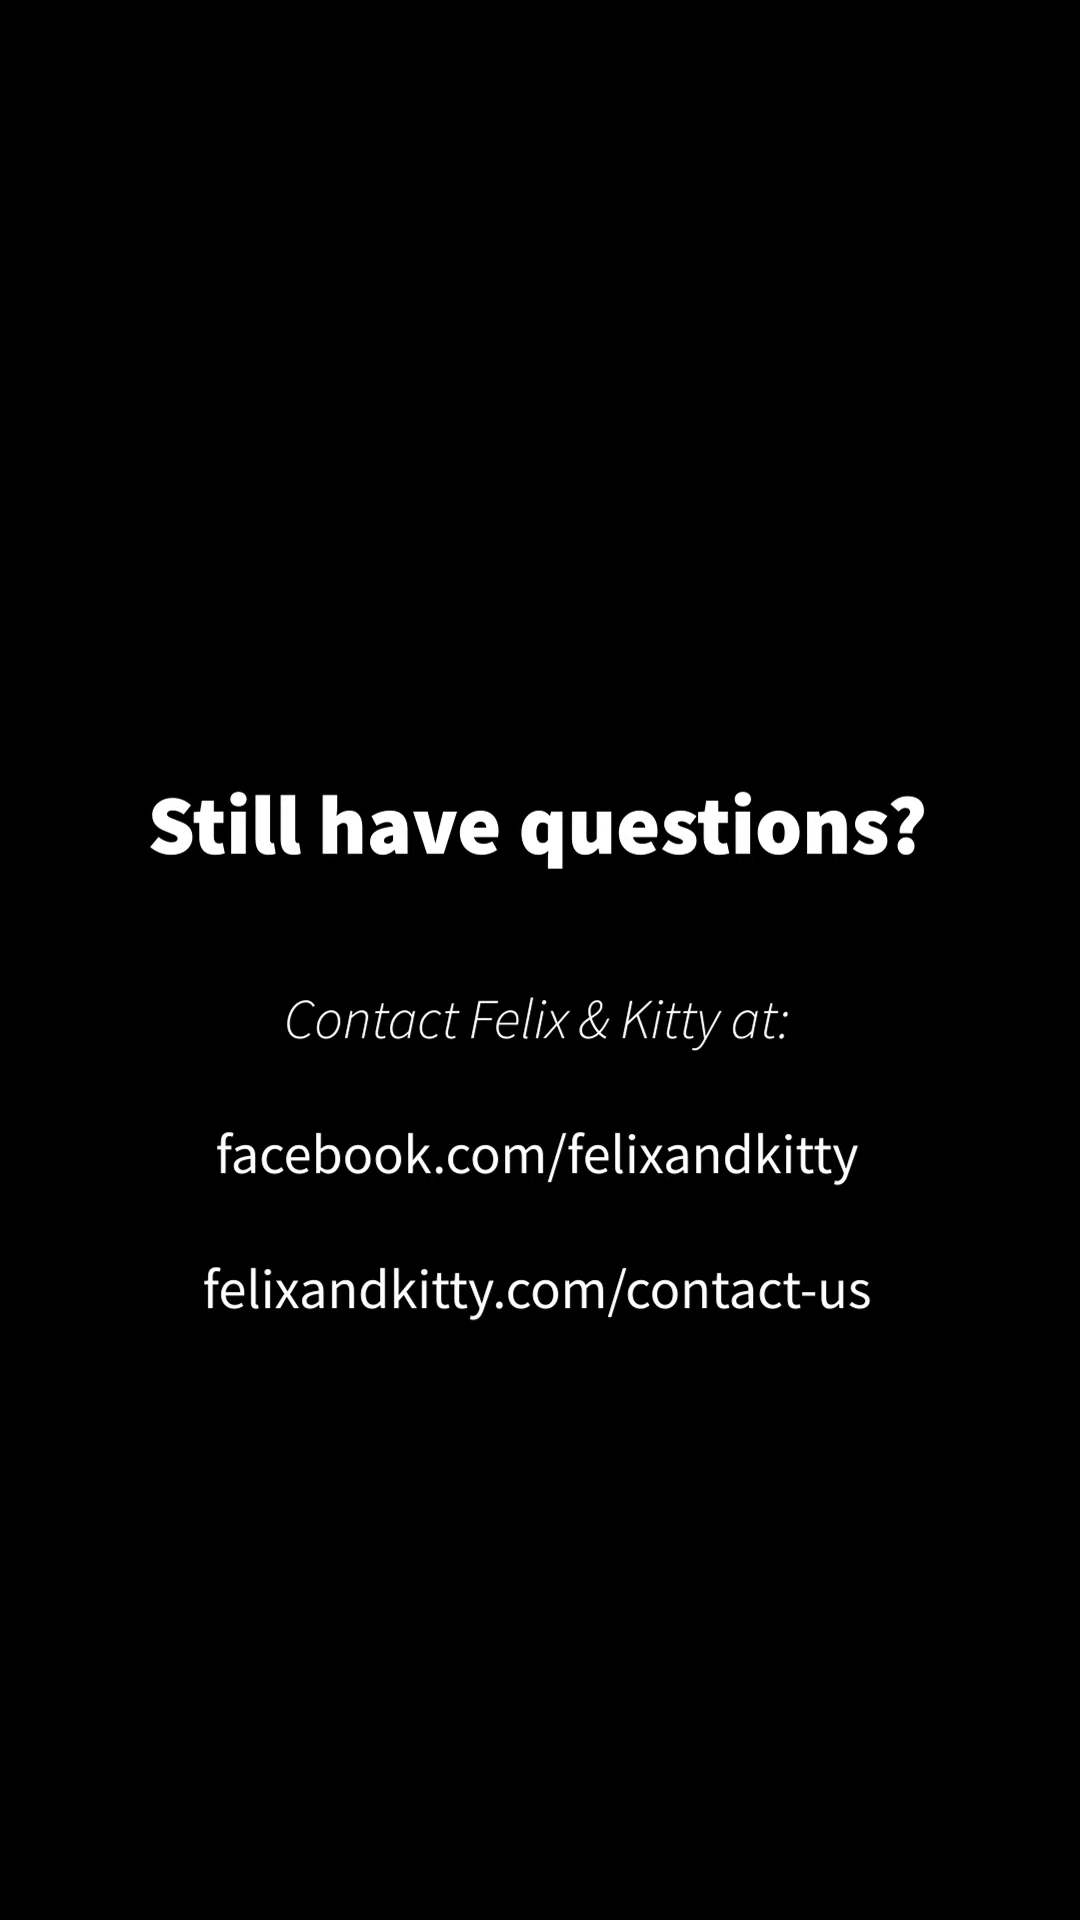 Still have questions?
Contact Felix & Kitty at:
facebook.com/felixandkitty
felixandkitty.com/contact-us